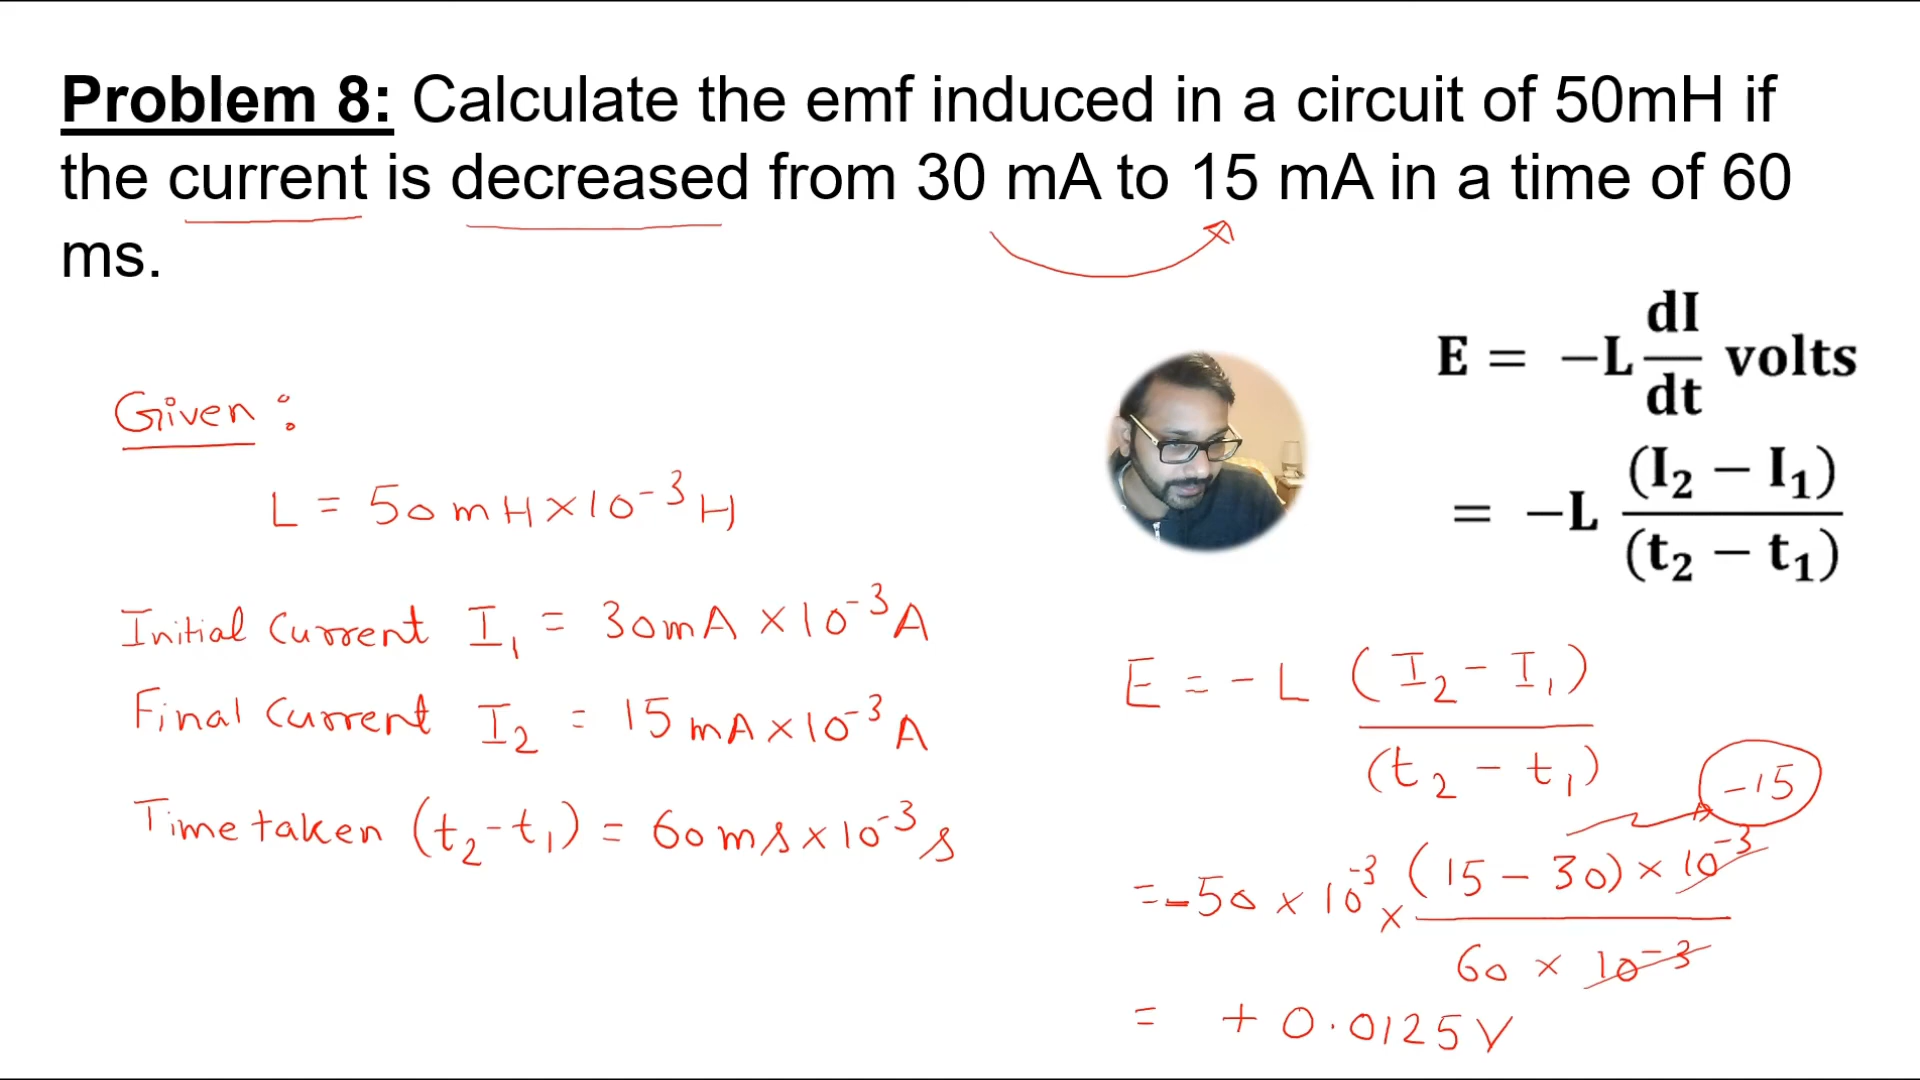 Problem 8: Calculate the emf induced in a circuit of 50mH if
the current is decreased from 30 mA to 15 mA in a time of 60
ms.
E = −L dI/dt volts
= −L (I₂ − I₁)/(t₂ − t₁)
Given :
L = 50 mH × 10⁻³ H
Initial Current I₁ = 30mA × 10⁻³ A
Final Current I₂ = 15 mA × 10⁻³ A
Time taken (t₂ - t₁) = 60 ms × 10⁻³ s
E = - L (I₂ - I₁)/(t₂ - t₁)
-15
= -50 × 10⁻³ × (15 - 30) × 10⁻³/60 × 10⁻³
= + 0.0125 V